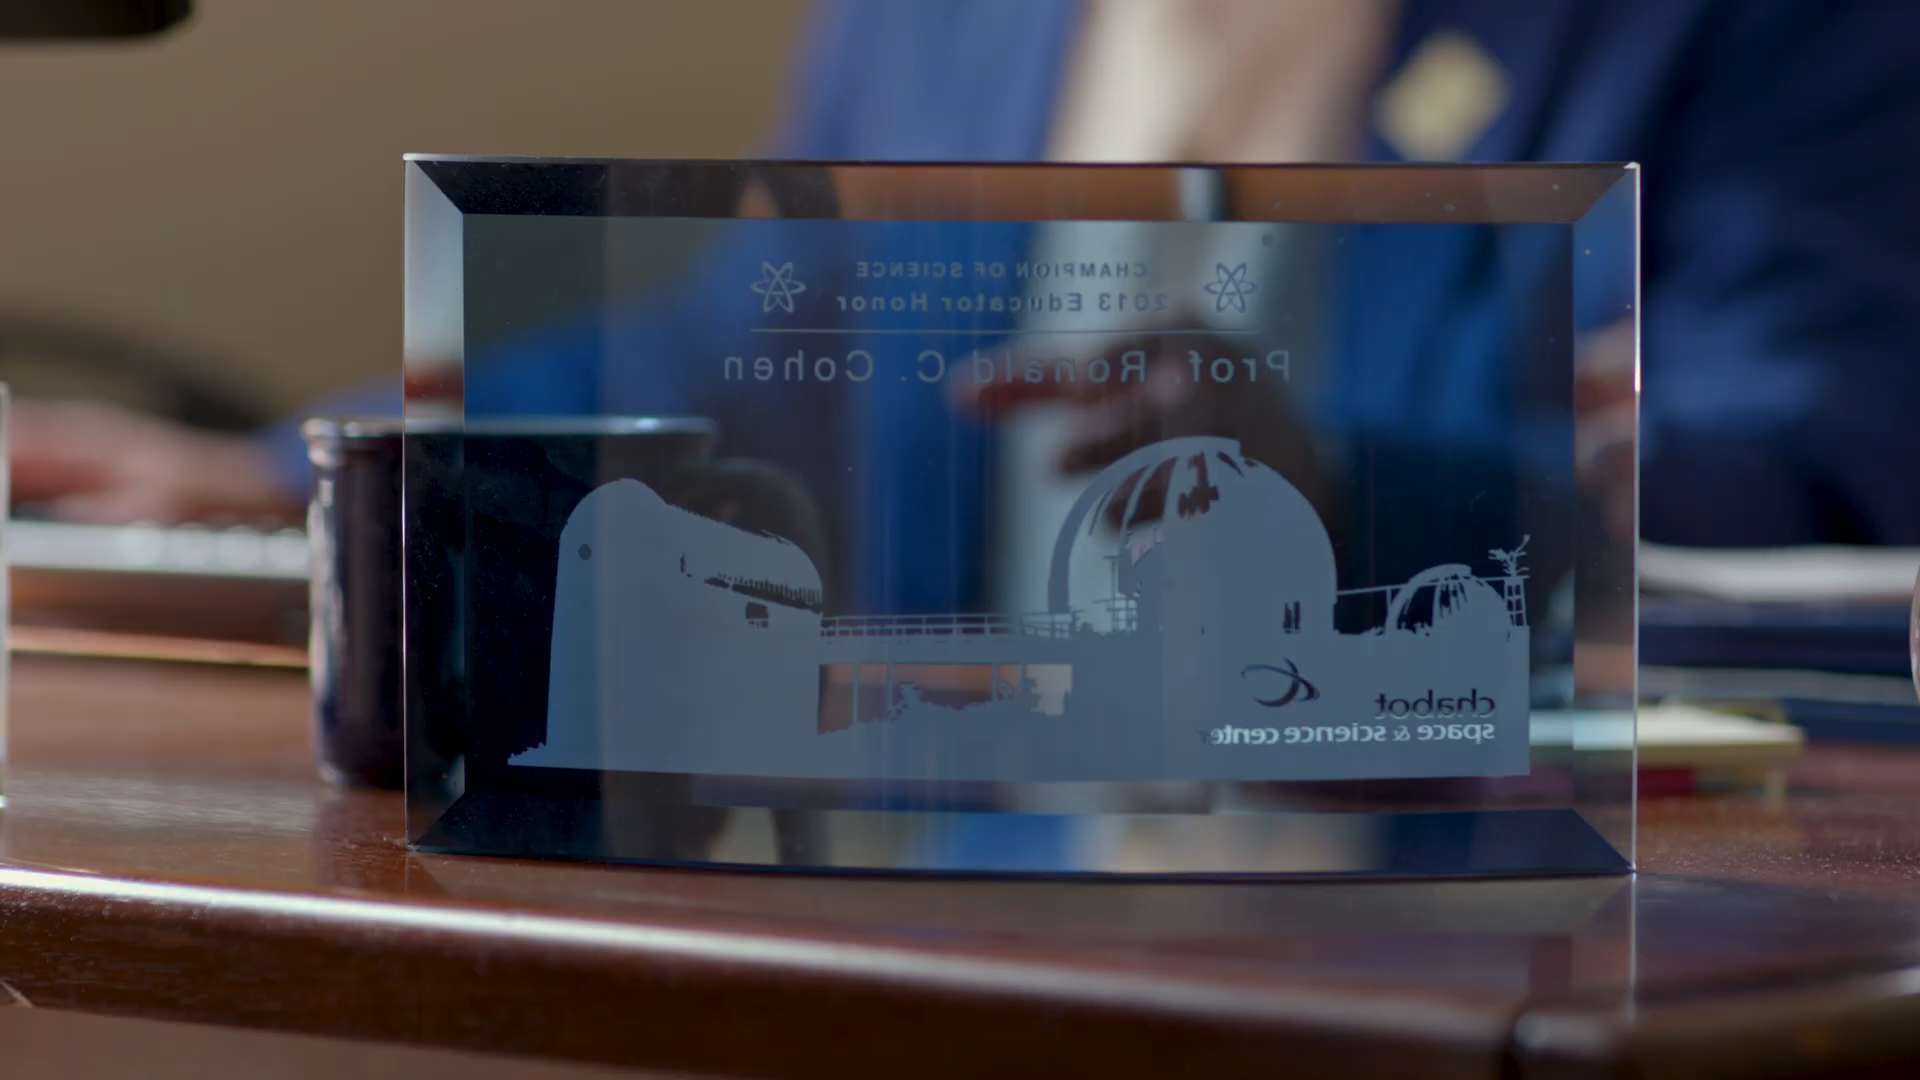 CHAMPION OF SCIENCE
2013 Educator Honor
Prof. Ronald C. Cohen
chabot
space & science center